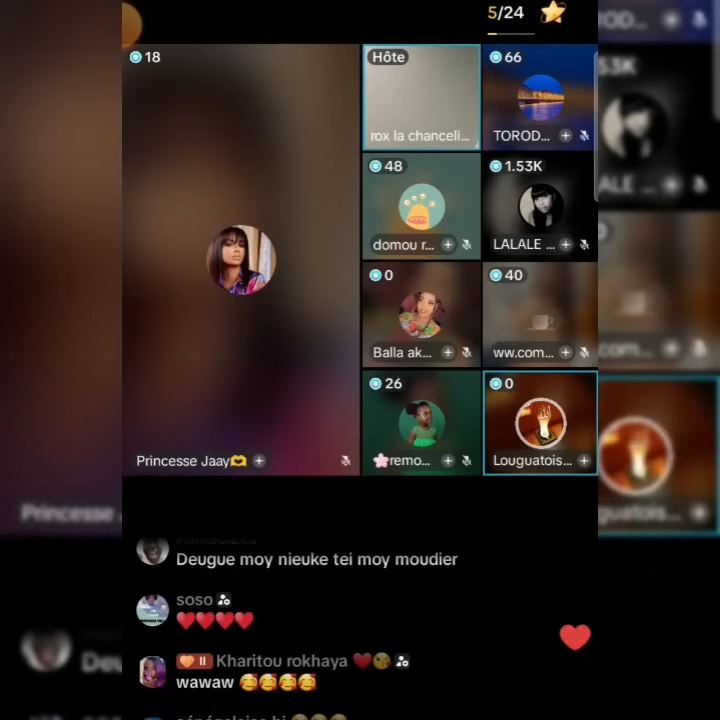 5/24
18
Hôte
rox la chanceli...
66
TOROD...
48
domou r...
1.53K
LALALE ...
0
Balla ak...
40
ww.com...
26
remo...
0
Louguatois...
Princesse Jaay
Deugue moy nieuke tei moy moudier
soso
Kharitou rokhaya
wawaw